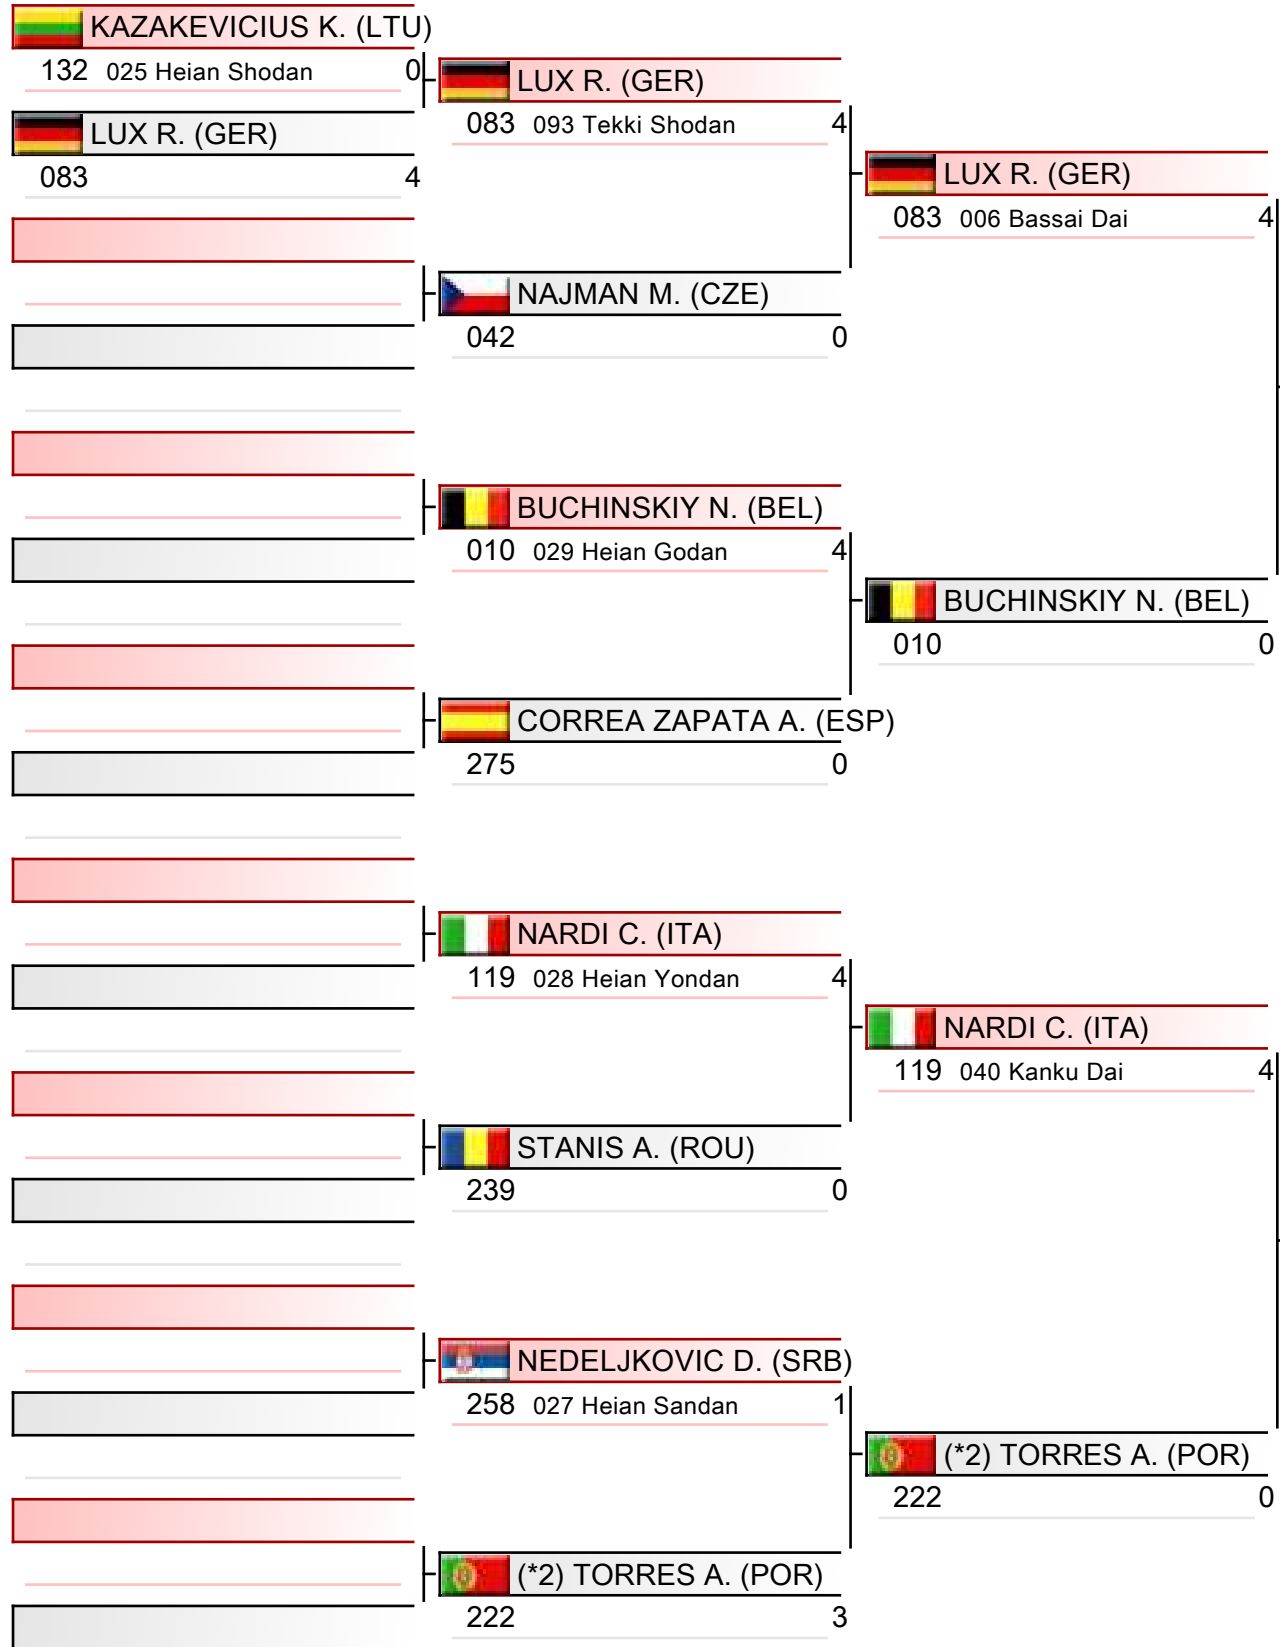 KAZAKEVICIUS K. (LTU)
132 025 Heian Shodan 0
LUX R. (GER)
083 4
LUX R. (GER)
083 093 Tekki Shodan 4
NAJMAN M. (CZE)
042 0
BUCHINSKIY N. (BEL)
010 029 Heian Godan 4
CORREA ZAPATA A. (ESP)
275 0
NARDI C. (ITA)
119 028 Heian Yondan 4
STANIS A. (ROU)
239 0
NEDELJKOVIC D. (SRB)
258 027 Heian Sandan 1
(*2) TORRES A. (POR)
222 3
LUX R. (GER)
083 006 Bassai Dai 4
BUCHINSKIY N. (BEL)
010 0
NARDI C. (ITA)
119 040 Kanku Dai 4
(*2) TORRES A. (POR)
222 0